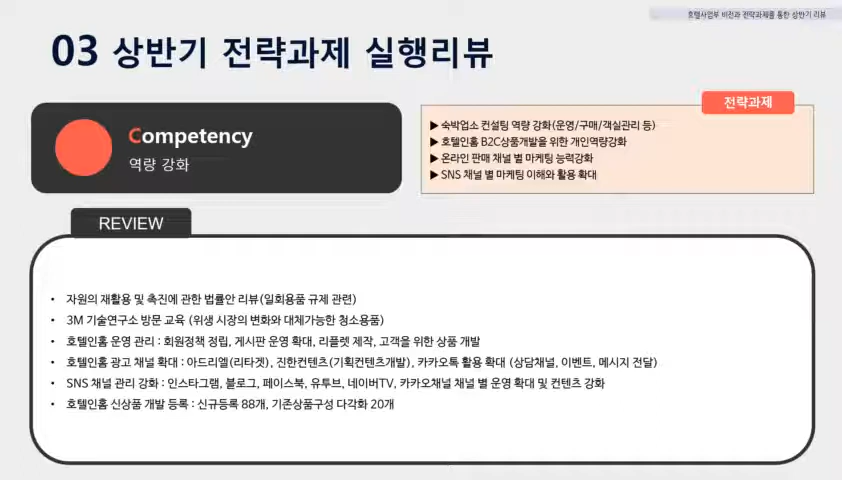 호텔사업부 비전과 전략과제를 통한 상반기 리뷰
03 상반기 전략과제 실행리뷰
Competency
역량 강화
전략과제
▶ 숙박업소 컨설팅 역량 강화(운영/구매/객실관리 등)
▶ 호텔인홈 B2C상품개발을 위한 개인역량강화
▶ 온라인 판매 채널 별 마케팅 능력강화
▶ SNS 채널 별 마케팅 이해와 활용 확대
REVIEW
• 자원의 재활용 및 촉진에 관한 법률안 리뷰(일회용품 규제 관련)
• 3M 기술연구소 방문 교육 (위생 시장의 변화와 대체가능한 청소용품)
• 호텔인홈 운영 관리 : 회원정책 정립, 게시판 운영 확대, 리플렛 제작, 고객을 위한 상품 개발
• 호텔인홈 광고 채널 확대 : 아드리엘(리타겟), 진한컨텐츠(기획컨텐츠개발), 카카오톡 활용 확대 (상담채널, 이벤트, 메시지 전달)
• SNS 채널 관리 강화 : 인스타그램, 블로그, 페이스북, 유투브, 네이버TV, 카카오채널 채널 별 운영 확대 및 컨텐츠 강화
• 호텔인홈 신상품 개발 등록 : 신규등록 88개, 기존상품구성 다각화 20개